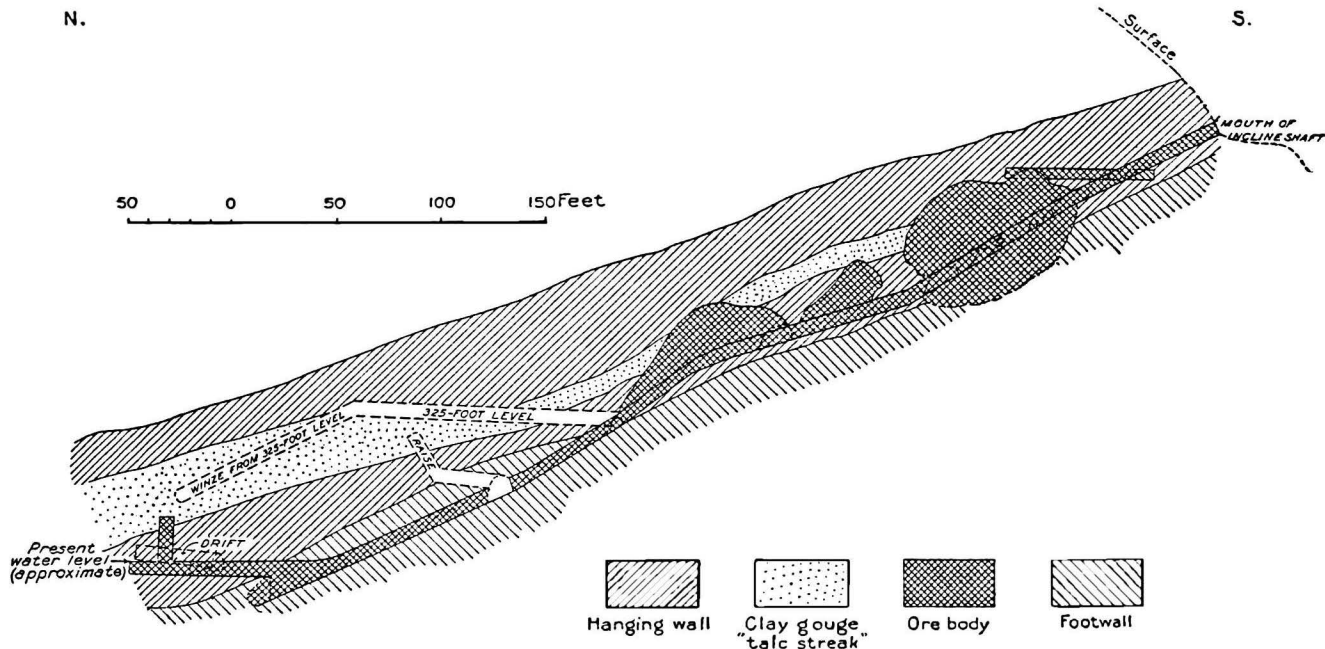 N.
S.
Surface
MOUTH OF
INCLINE SHAFT
50 0 50 100 150 Feet
325-FOOT LEVEL
WINZE FROM 325-FOOT LEVEL
RAISE
DRIFT
Present
water level
(approximate)
Hanging wall
Clay gouge
"talc streak"
Ore body
Footwall